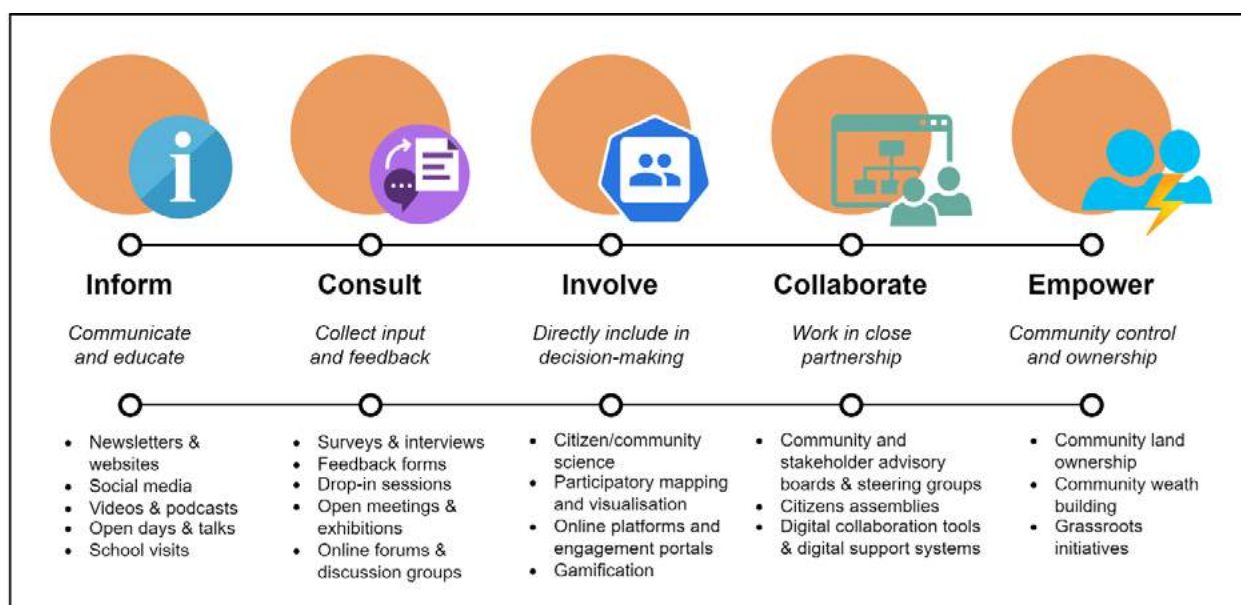 Inform
Communicate
and educate
• Newsletters &
websites
• Social media
• Videos & podcasts
• Open days & talks
• School visits
Consult
Collect input
and feedback
• Surveys & interviews
• Feedback forms
• Drop-in sessions
• Open meetings &
exhibitions
• Online forums &
discussion groups
Involve
Directly include in
decision-making
• Citizen/community
science
• Participatory mapping
and visualisation
• Online platforms and
engagement portals
• Gamification
Collaborate
Work in close
partnership
• Community and
stakeholder advisory
boards & steering groups
• Citizens assemblies
• Digital collaboration tools
& digital support systems
Empower
Community control
and ownership
• Community land
ownership
• Community weath
building
• Grassroots
initiatives